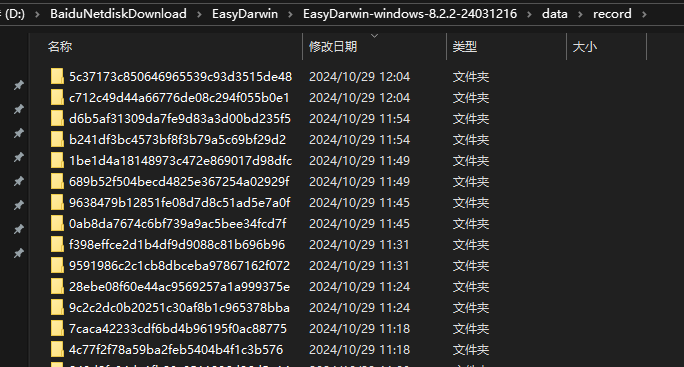 (D:) › BaiduNetdiskDownload › EasyDarwin › EasyDarwin-windows-8.2.2-24031216 › data › record ›
名称 修改日期 类型 大小
5c37173c850646965539c93d3515de48 2024/10/29 12:04 文件夹
c712c49d44a66776de08c294f055b0e1 2024/10/29 12:04 文件夹
d6b5af31309da7fe9d83a3d00bd235f5 2024/10/29 11:54 文件夹
b241df3bc4573bf8f3b79a5c69bf29d2 2024/10/29 11:54 文件夹
1be1d4a18148973c472e869017d98dfc 2024/10/29 11:49 文件夹
689b52f504becd4825e367254a02929f 2024/10/29 11:49 文件夹
9638479b12851fe08d7d8c51ad5e7a0f 2024/10/29 11:45 文件夹
0ab8da7674c6bf739a9ac5bee34fcd7f 2024/10/29 11:45 文件夹
f398effce2d1b4df9d9088c81b696b96 2024/10/29 11:31 文件夹
9591986c2c1cb8dbceba97867162f072 2024/10/29 11:31 文件夹
28ebe08f60e44ac9569257a1a999375e 2024/10/29 11:24 文件夹
9c2c2dc0b20251c30af8b1c965378bba 2024/10/29 11:24 文件夹
7caca42233cdf6bd4b96195f0ac88775 2024/10/29 11:18 文件夹
4c77f2f78a59ba2feb5404b4f1c3b576 2024/10/29 11:18 文件夹